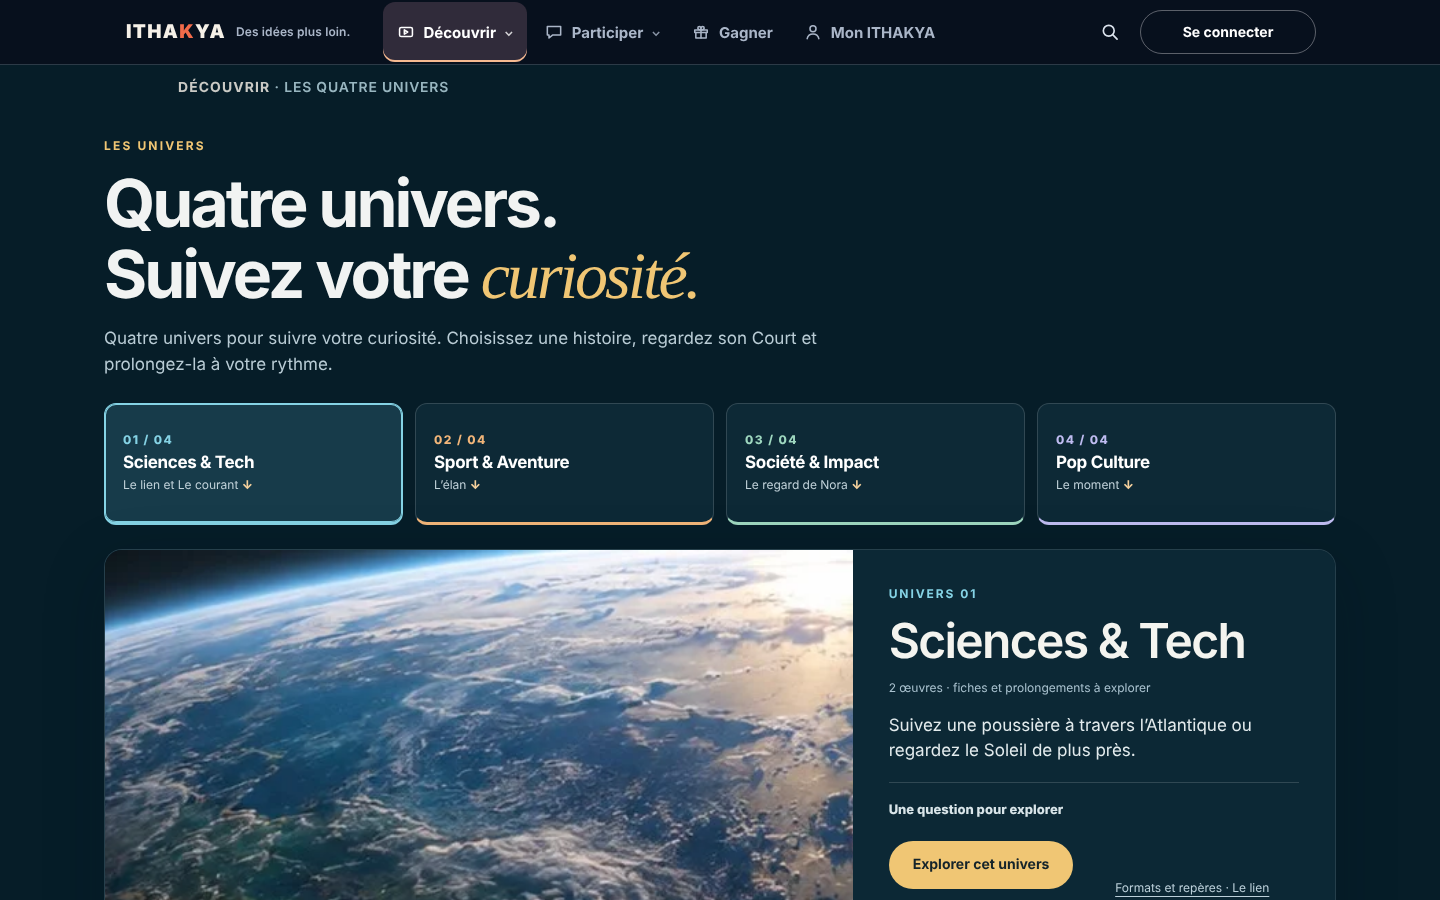 ITHAKYA Des idées plus loin. Découvrir Participer Gagner Mon ITHAKYA Se connecter
DÉCOUVRIR · LES QUATRE UNIVERS
LES UNIVERS
Quatre univers.
Suivez votre curiosité.
Quatre univers pour suivre votre curiosité. Choisissez une histoire, regardez son Court et
prolongez-la à votre rythme.
01 / 04
Sciences & Tech
Le lien et Le courant ↓
02 / 04
Sport & Aventure
L’élan ↓
03 / 04
Société & Impact
Le regard de Nora ↓
04 / 04
Pop Culture
Le moment ↓
UNIVERS 01
Sciences & Tech
2 œuvres · fiches et prolongements à explorer
Suivez une poussière à travers l’Atlantique ou
regardez le Soleil de plus près.
Une question pour explorer
Explorer cet univers
Formats et repères · Le lien